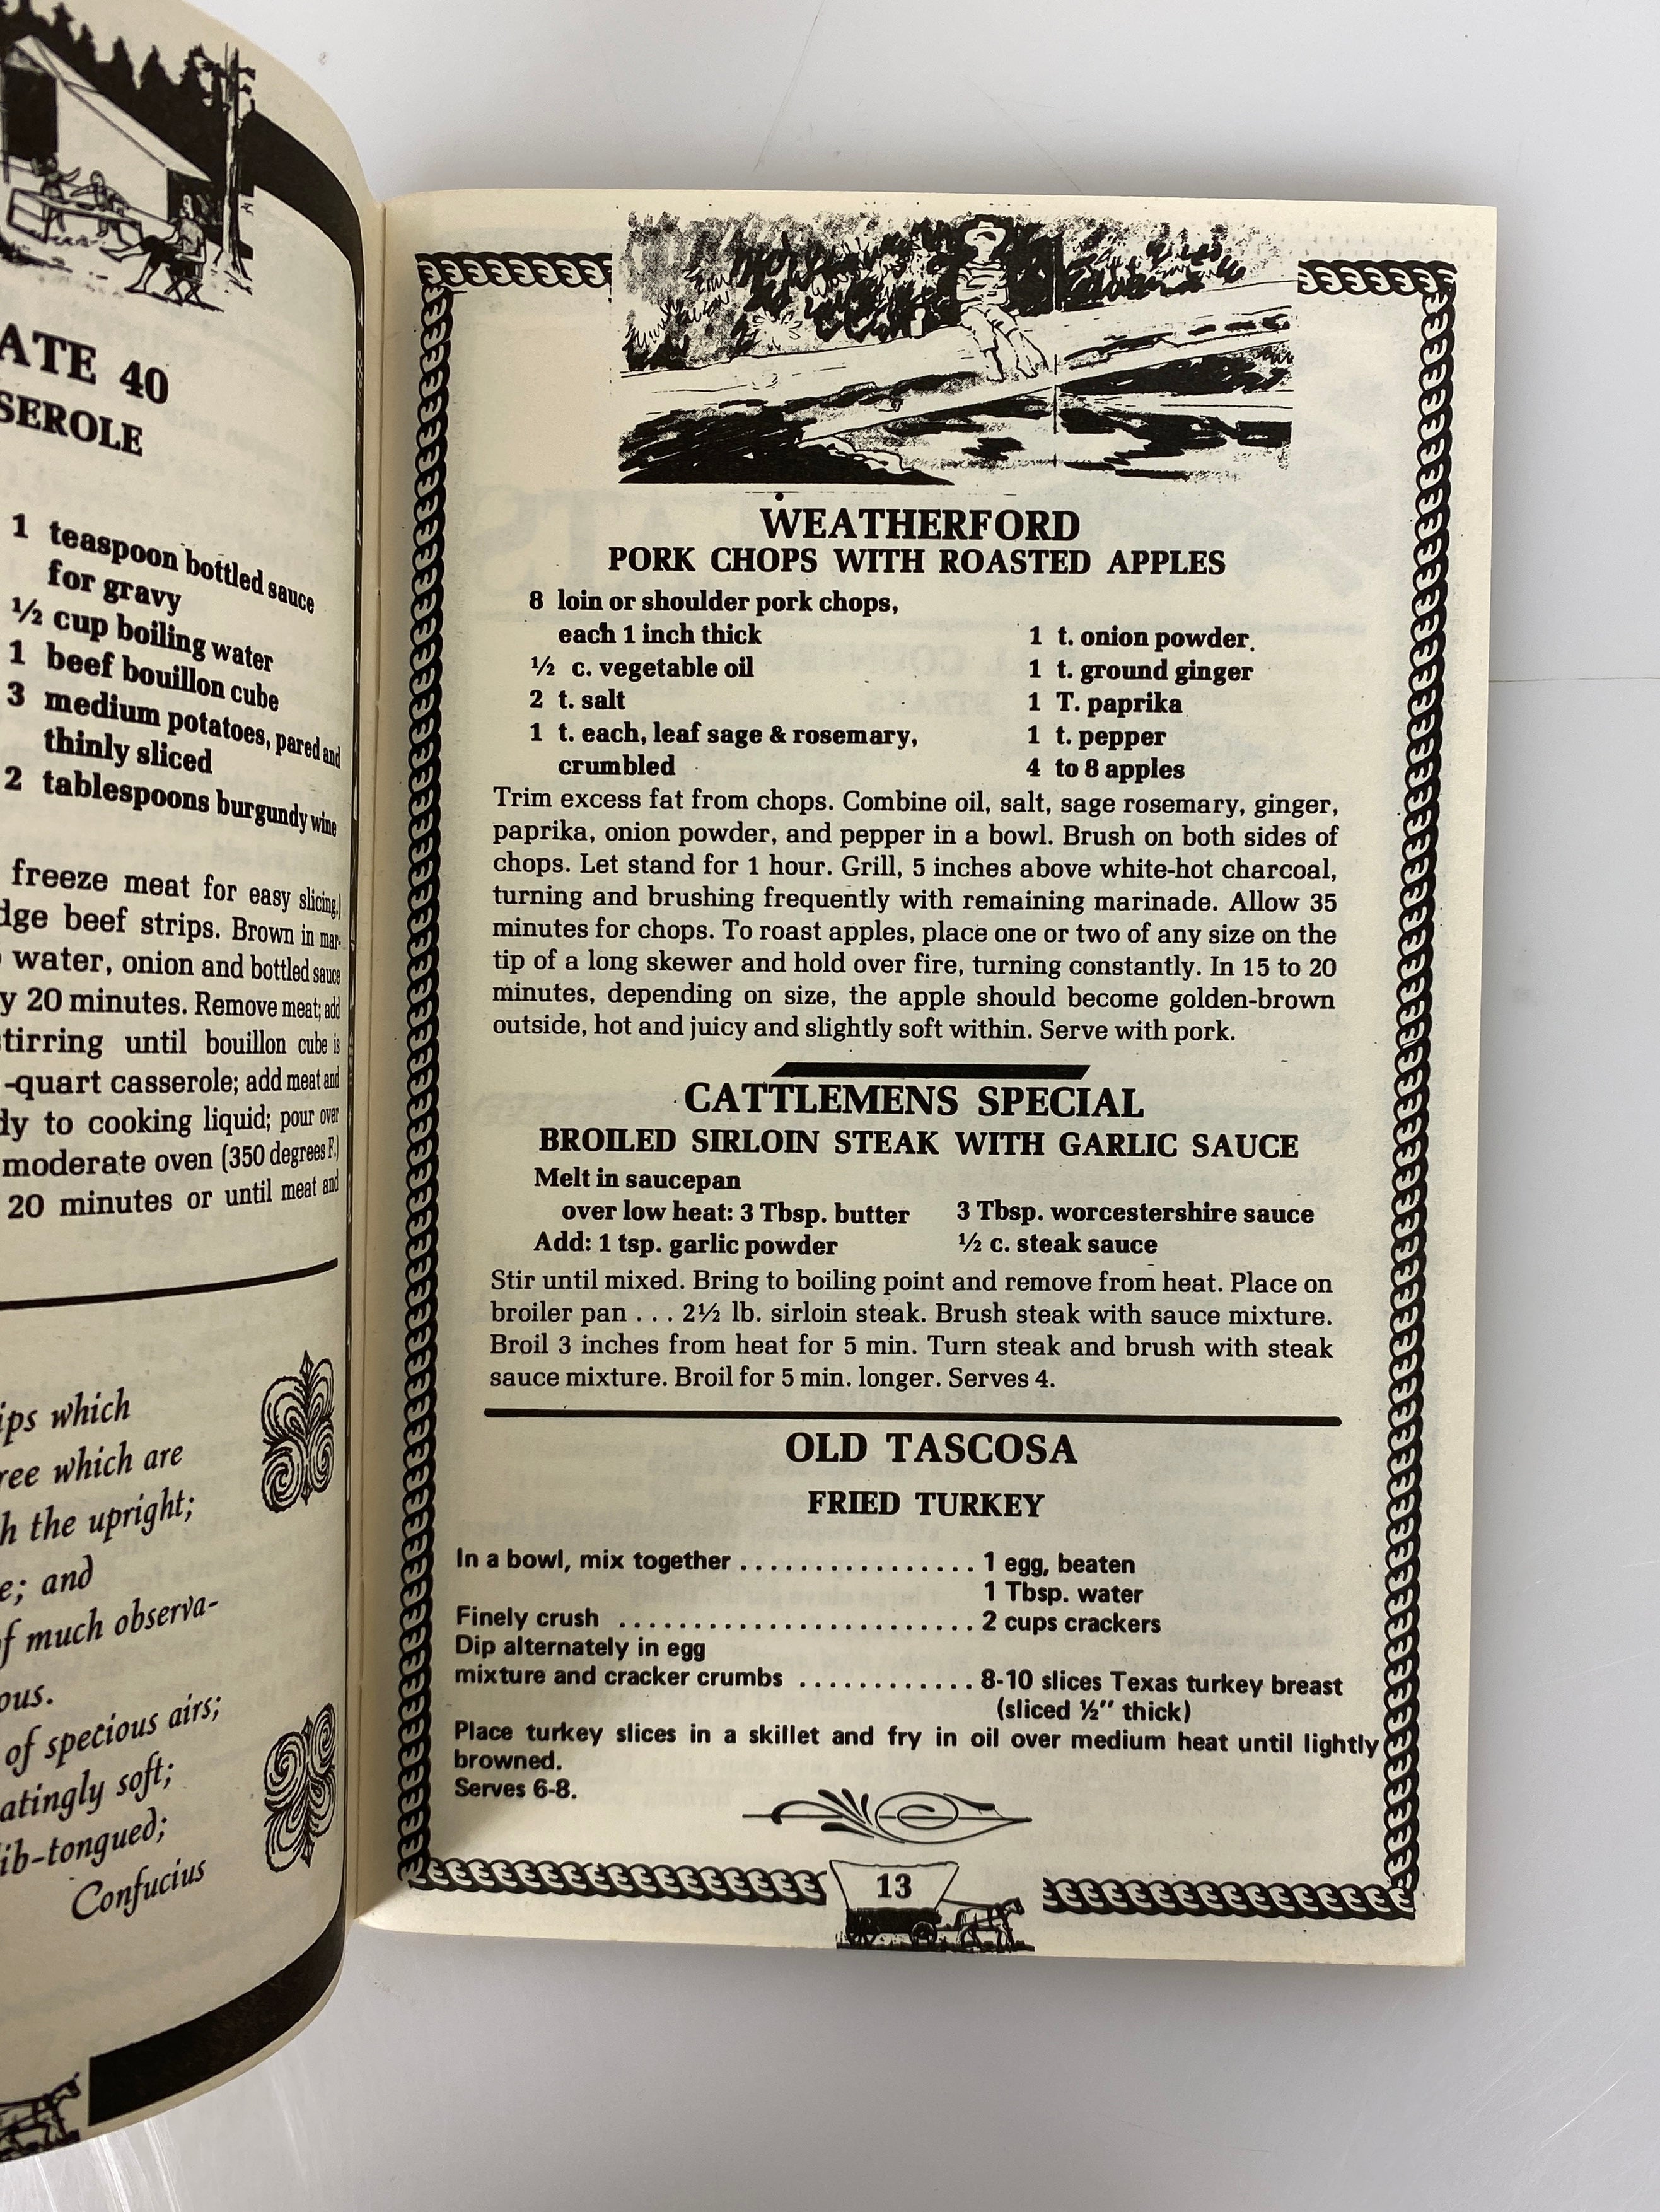 ATE 40
SEROLE
1 teaspoon bottled sauce
for gravy
½ cup boiling water
1 beef bouillon cube
3 medium potatoes, pared and
thinly sliced
2 tablespoons burgundy wine
freeze meat for easy slicing.)
dge beef strips. Brown in mar-
water, onion and bottled sauce
y 20 minutes. Remove meat; add
tirring until bouillon cube is
-quart casserole; add meat and
dy to cooking liquid; pour over
moderate oven (350 degrees F.)
20 minutes or until meat and
ips which
ree which are
h the upright;
e; and
f much observa-
ous.
of specious airs;
atingly soft;
ib-tongued;
Confucius
WEATHERFORD
PORK CHOPS WITH ROASTED APPLES
8 loin or shoulder pork chops,
each 1 inch thick
½ c. vegetable oil
2 t. salt
1 t. each, leaf sage & rosemary,
crumbled
1 t. onion powder.
1 t. ground ginger
1 T. paprika
1 t. pepper
4 to 8 apples
Trim excess fat from chops. Combine oil, salt, sage rosemary, ginger,
paprika, onion powder, and pepper in a bowl. Brush on both sides of
chops. Let stand for 1 hour. Grill, 5 inches above white-hot charcoal,
turning and brushing frequently with remaining marinade. Allow 35
minutes for chops. To roast apples, place one or two of any size on the
tip of a long skewer and hold over fire, turning constantly. In 15 to 20
minutes, depending on size, the apple should become golden-brown
outside, hot and juicy and slightly soft within. Serve with pork.
CATTLEMENS SPECIAL
BROILED SIRLOIN STEAK WITH GARLIC SAUCE
Melt in saucepan
over low heat: 3 Tbsp. butter
Add: 1 tsp. garlic powder
3 Tbsp. worcestershire sauce
½ c. steak sauce
Stir until mixed. Bring to boiling point and remove from heat. Place on
broiler pan . . . 2½ lb. sirloin steak. Brush steak with sauce mixture.
Broil 3 inches from heat for 5 min. Turn steak and brush with steak
sauce mixture. Broil for 5 min. longer. Serves 4.
OLD TASCOSA
FRIED TURKEY
In a bowl, mix together ................ 1 egg, beaten
1 Tbsp. water
Finely crush ........................ 2 cups crackers
Dip alternately in egg
mixture and cracker crumbs ............ 8-10 slices Texas turkey breast
(sliced ½" thick)
Place turkey slices in a skillet and fry in oil over medium heat until lightly
browned.
Serves 6-8.
13